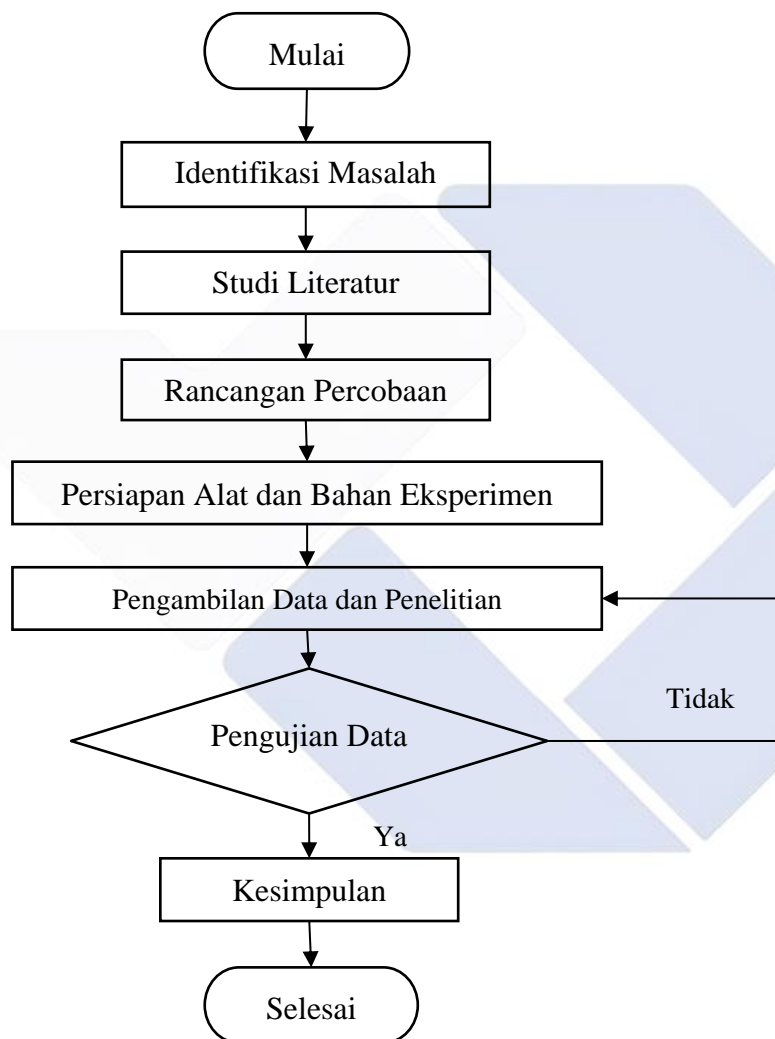 Mulai
Identifikasi Masalah
Studi Literatur
Rancangan Percobaan
Persiapan Alat dan Bahan Eksperimen
Pengambilan Data dan Penelitian
Tidak
Pengujian Data
Ya
Kesimpulan
Selesai